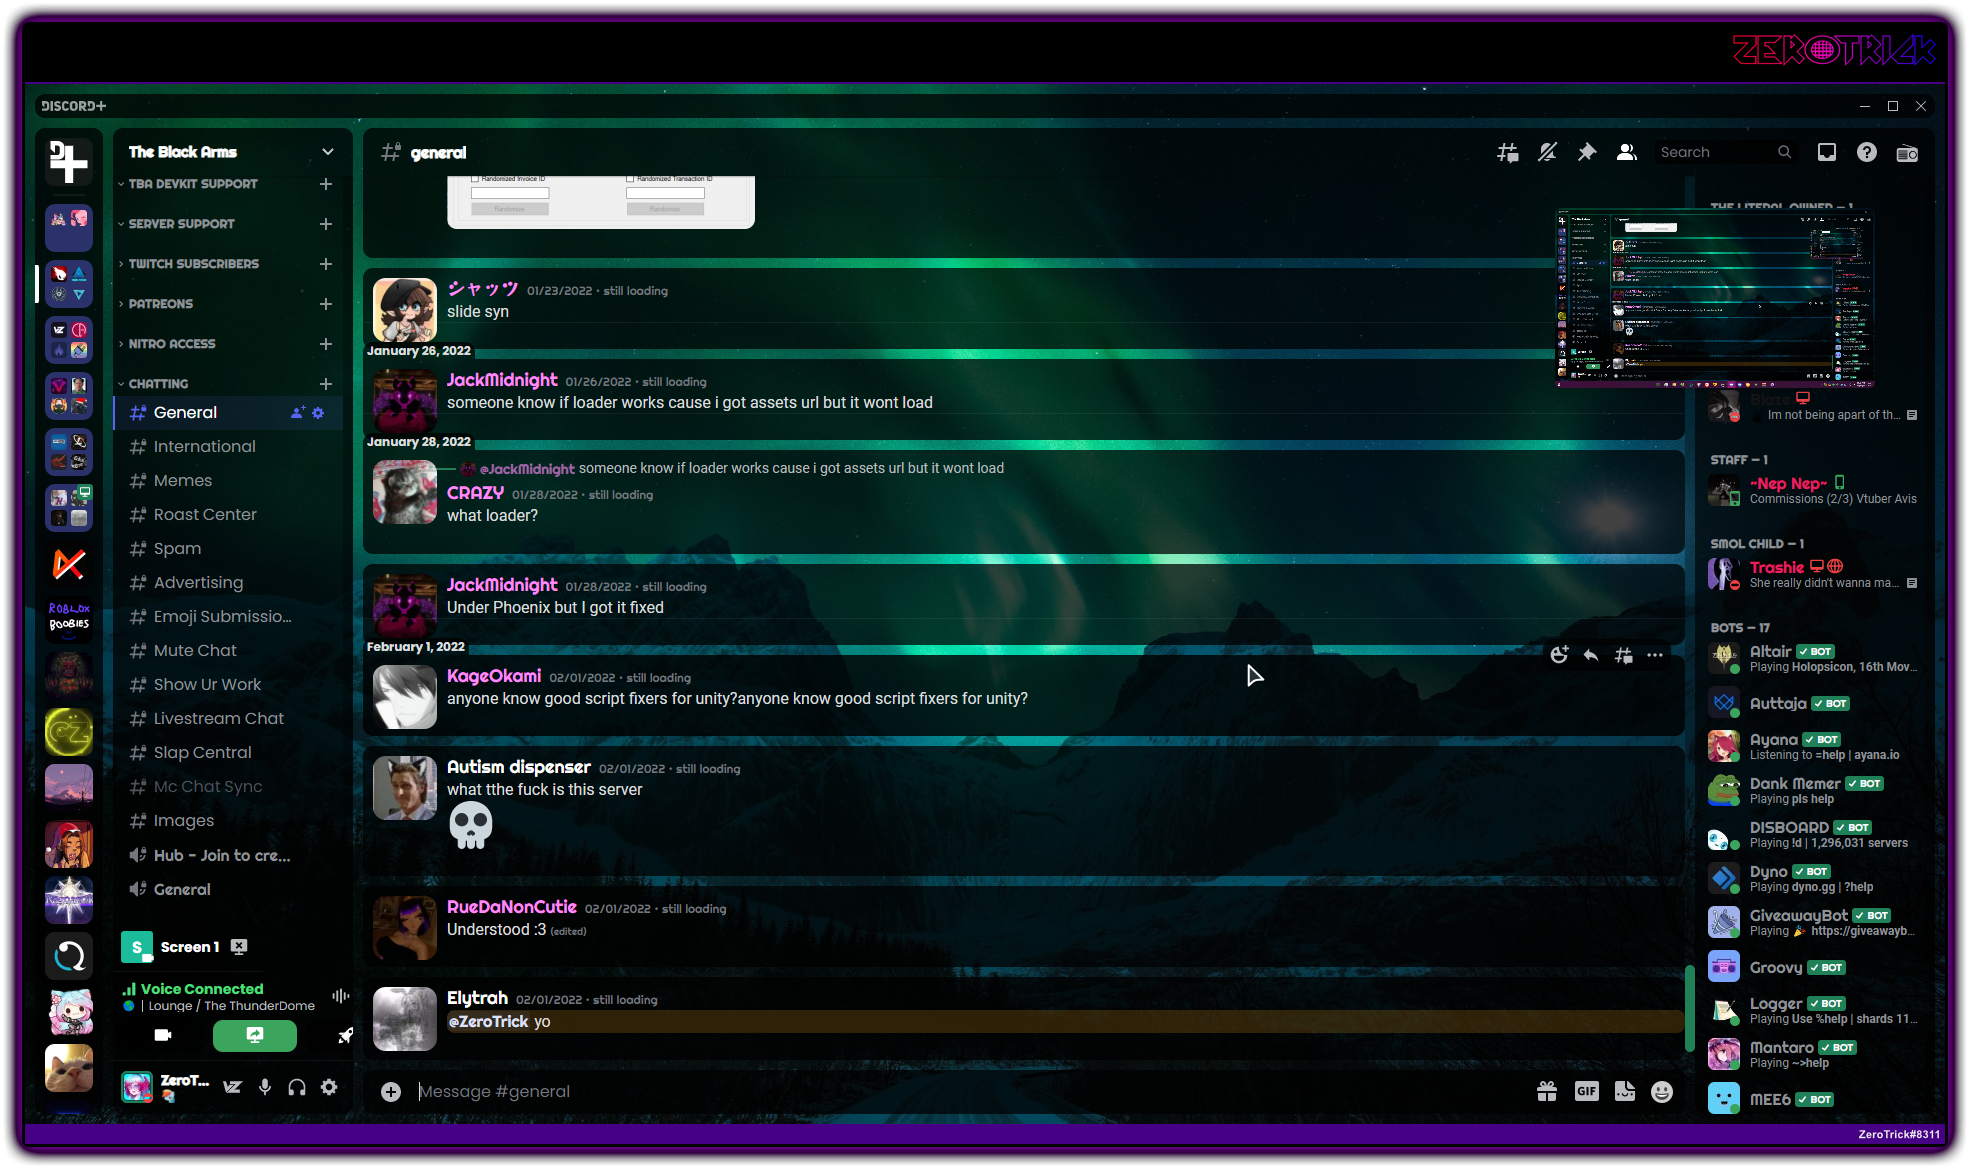 ZEROTRICK
DISCORD+
The Black Arms
TBA DEVKIT SUPPORT
SERVER SUPPORT
TWITCH SUBSCRIBERS
PATREONS
NITRO ACCESS
CHATTING
General
International
Memes
Roast Center
Spam
Advertising
Emoji Submissio...
Mute Chat
Show Ur Work
Livestream Chat
Slap Central
Mc Chat Sync
Images
Hub - Join to cre...
General
ROBLOX
BOOBIES
S Screen 1
Voice Connected
| Lounge / The ThunderDome
ZeroT...
general
Search
Randomized Invoice ID Randomized Transaction ID
Randomize Randomize
シャッツ 01/23/2022 • still loading
slide syn
January 26, 2022
JackMidnight 01/26/2022 • still loading
someone know if loader works cause i got assets url but it wont load
January 28, 2022
@JackMidnight someone know if loader works cause i got assets url but it wont load
CRAZY 01/28/2022 • still loading
what loader?
JackMidnight 01/28/2022 • still loading
Under Phoenix but I got it fixed
February 1, 2022
KageOkami 02/01/2022 • still loading
anyone know good script fixers for unity?anyone know good script fixers for unity?
Autism dispenser 02/01/2022 • still loading
what tthe fuck is this server
RueDaNonCutie 02/01/2022 • still loading
Understood :3 (edited)
Elytrah 02/01/2022 • still loading
@ZeroTrick yo
Message #general
GIF
THE LITERAL OWNER — 1
Blaze
Im not being apart of th...
STAFF — 1
~Nep Nep~
Commissions (2/3) Vtuber Avis
SMOL CHILD — 1
Trashie
She really didn't wanna ma...
BOTS — 17
Altair ✓ BOT
Playing Holopsicon, 16th Mov...
Auttaja ✓ BOT
Ayana ✓ BOT
Listening to =help | ayana.io
Dank Memer ✓ BOT
Playing pls help
DISBOARD ✓ BOT
Playing !d | 1,296,031 servers
Dyno ✓ BOT
Playing dyno.gg | ?help
GiveawayBot ✓ BOT
Playing 🎉 https://giveawayb...
Groovy ✓ BOT
Logger ✓ BOT
Playing Use %help | shards 11...
Mantaro ✓ BOT
Playing ~>help
MEE6 ✓ BOT
ZeroTrick#8311